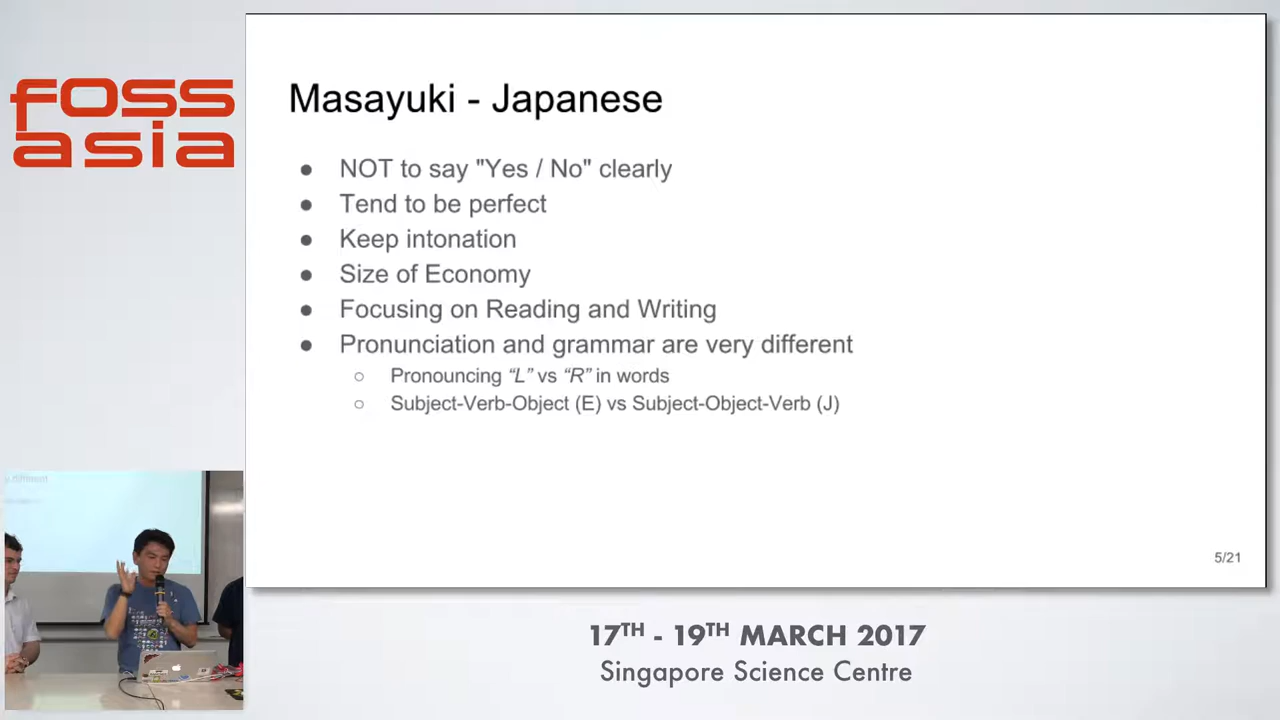 foss
asia
Masayuki - Japanese
● NOT to say "Yes / No" clearly
● Tend to be perfect
● Keep intonation
● Size of Economy
● Focusing on Reading and Writing
● Pronunciation and grammar are very different
○ Pronouncing “L” vs “R” in words
○ Subject-Verb-Object (E) vs Subject-Object-Verb (J)
5/21
17TH - 19TH MARCH 2017
Singapore Science Centre